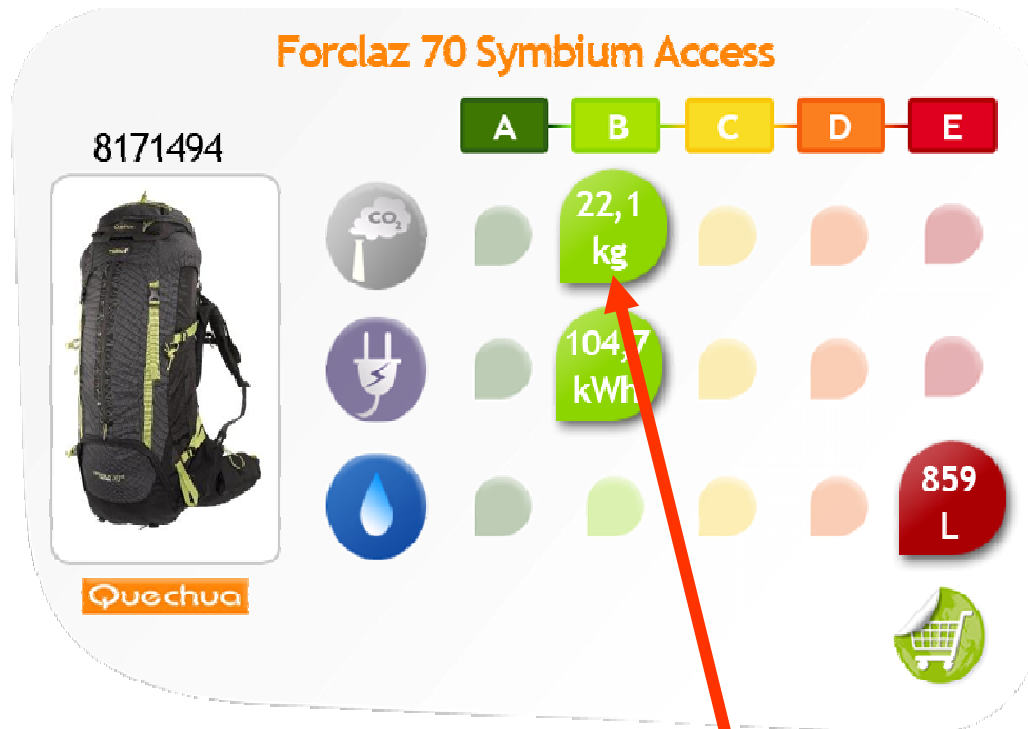 Forclaz 70 Symbium Access
8171494
A B C D E
CO₂
22,1
kg
104,7
kWh
859
L
Quechua